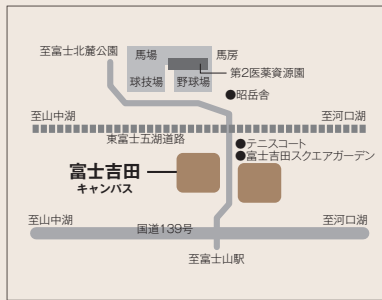 至富士北麓公園
馬場
馬房
第2医薬資源園
球技場
野球場
●昭岳舎
至山中湖
至河口湖
東富士五湖道路
●テニスコート
●富士吉田スクエアガーデン
富士吉田
キャンパス
至山中湖
至河口湖
国道139号
至富士山駅